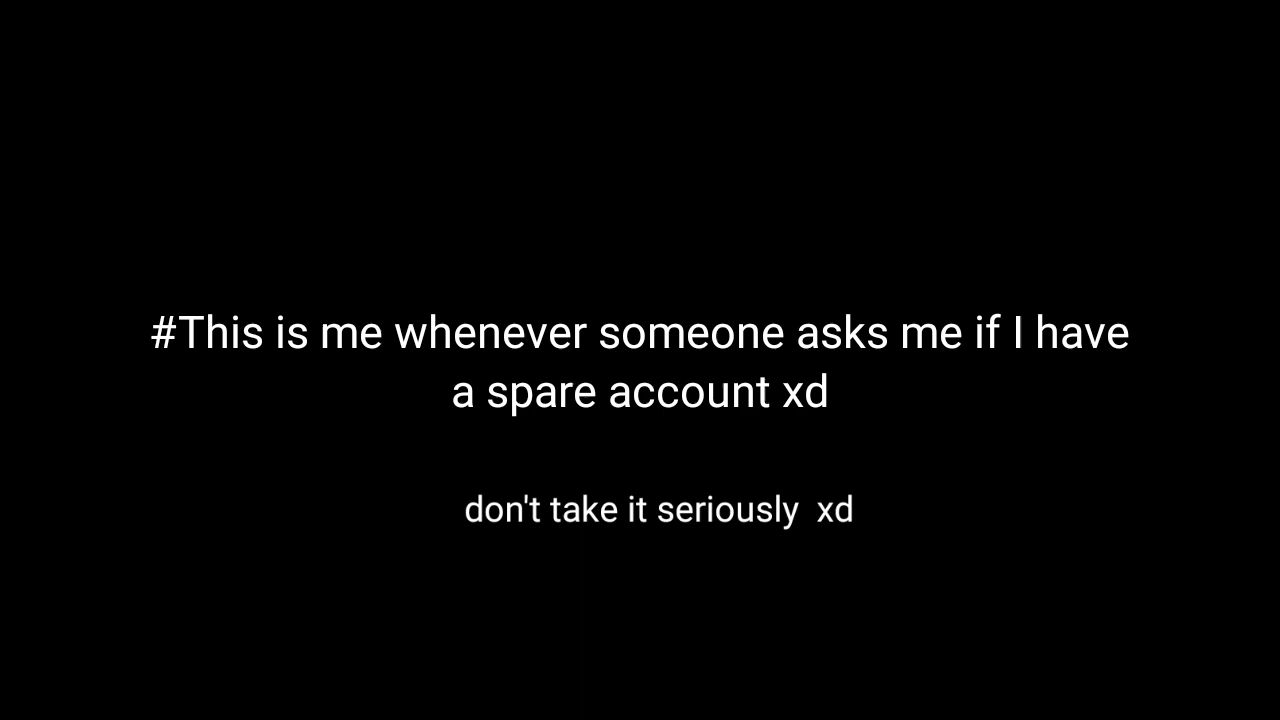 #This is me whenever someone asks me if I have
a spare account xd
don't take it seriously  xd